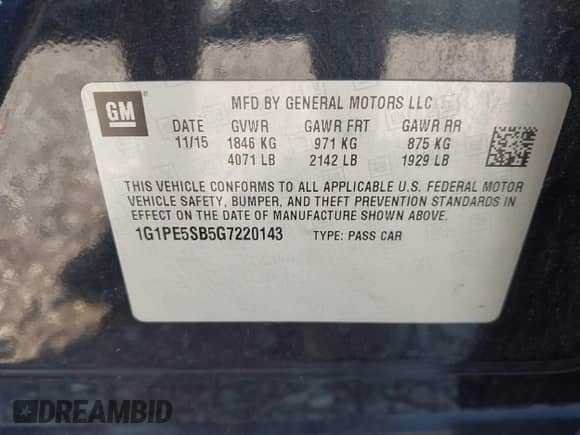 GM
MFD BY GENERAL MOTORS LLC
DATE GVWR GAWR FRT GAWR RR
11/15 1846 KG 971 KG 875 KG
4071 LB 2142 LB 1929 LB
THIS VEHICLE CONFORMS TO ALL APPLICABLE U.S. FEDERAL MOTOR
VEHICLE SAFETY, BUMPER, AND THEFT PREVENTION STANDARDS IN
EFFECT ON THE DATE OF MANUFACTURE SHOWN ABOVE.
1G1PE5SB5G7220143 TYPE: PASS CAR
DREAMBID